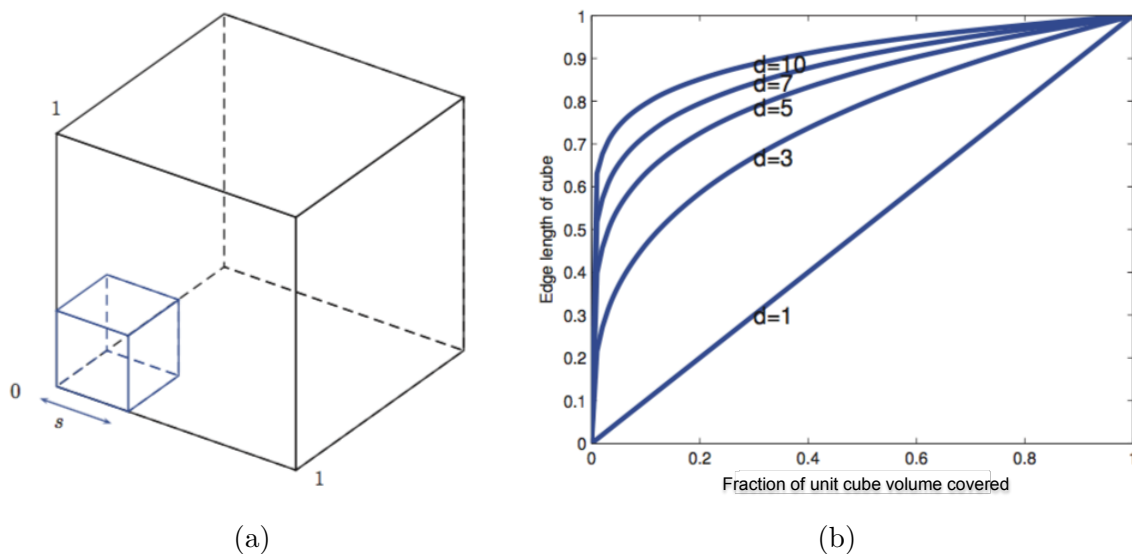 1
0
s
1
(a)
Edge length of cube
1
0.9
0.8
0.7
0.6
0.5
0.4
0.3
0.2
0.1
0
d=10
d=7
d=5
d=3
d=1
0 0.2 0.4 0.6 0.8 1
Fraction of unit cube volume covered
(b)